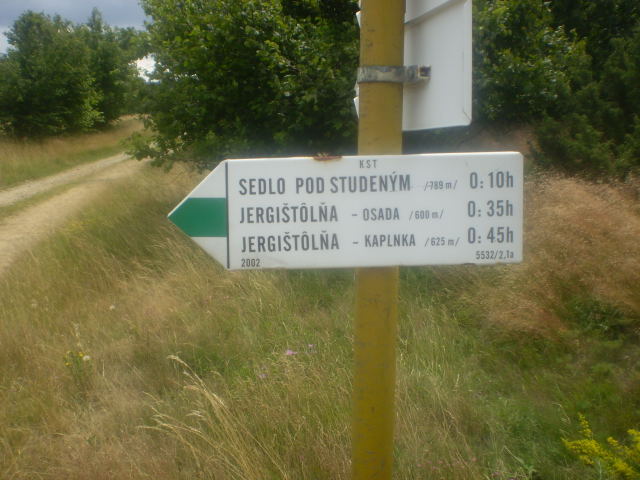 KST
SEDLO POD STUDENÝM /789 m/ 0:10h
JERGIŠTÔLŇA - OSADA /600 m/ 0:35h
JERGIŠTÔLŇA - KAPLNKA /625 m/ 0:45h
2002 5532/2,1a